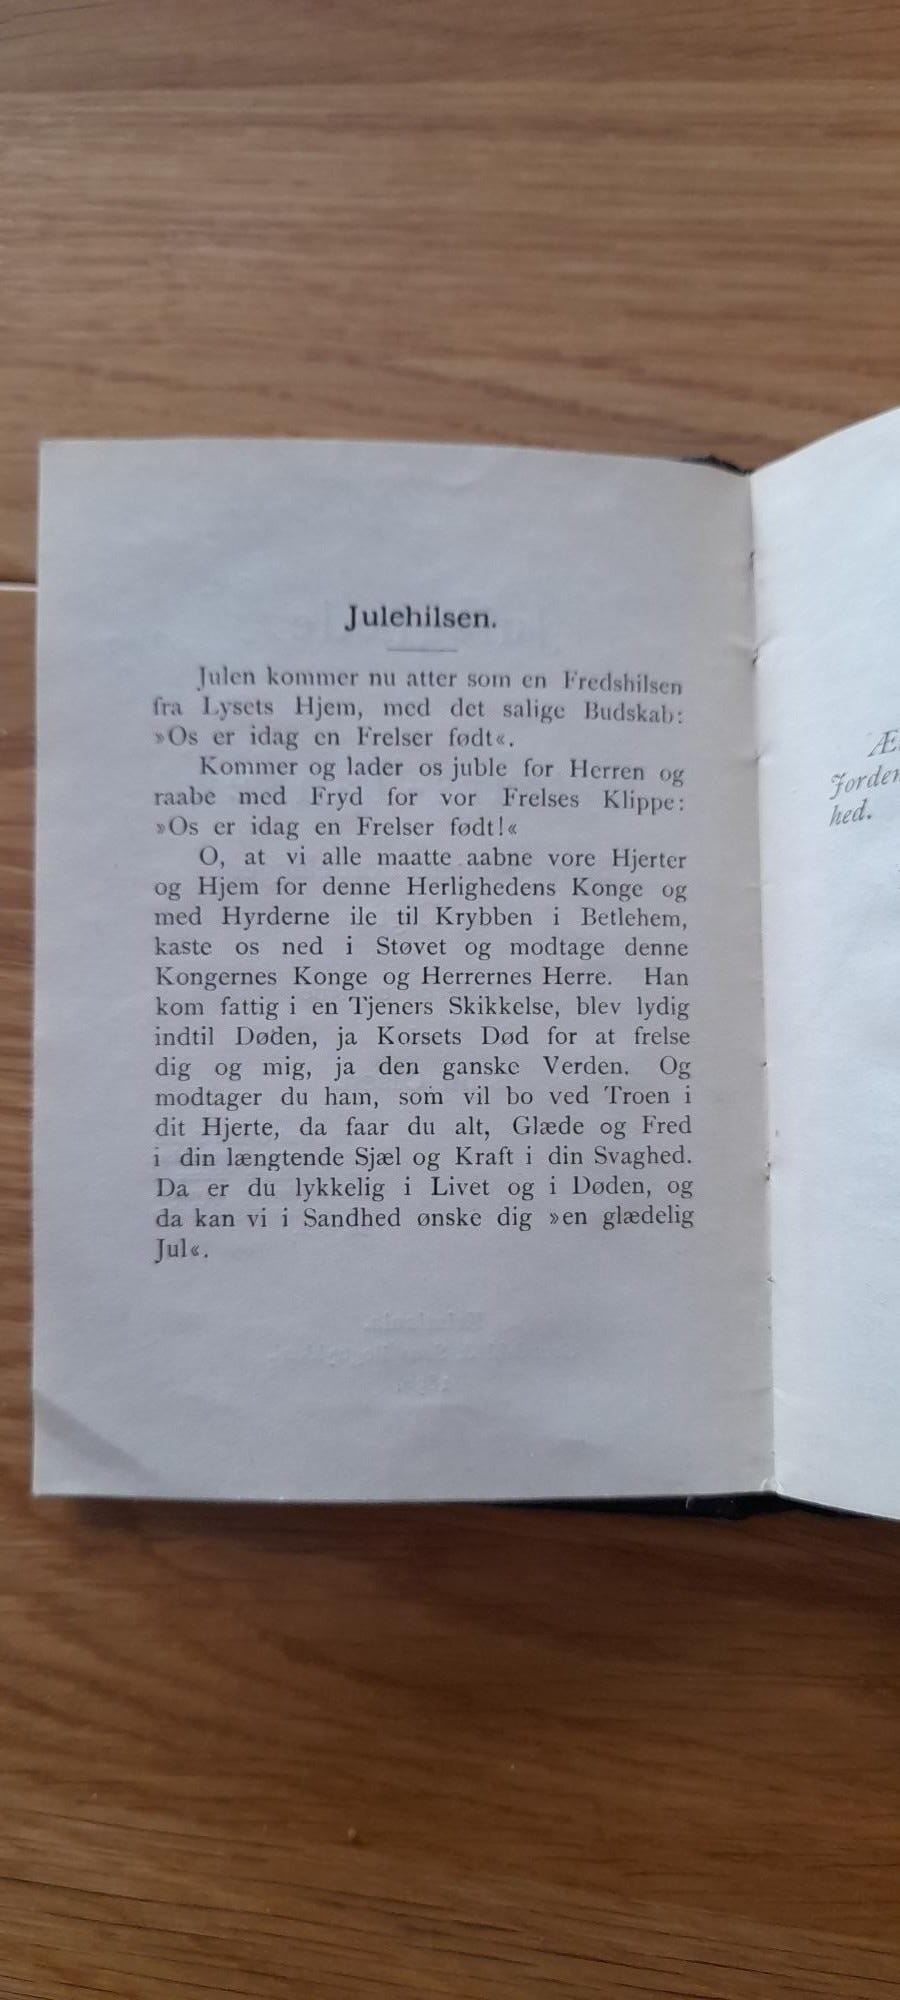 Julehilsen.
Julen kommer nu atter som en Fredshilsen
fra Lysets Hjem, med det salige Budskab:
»Os er idag en Frelser født«.
Kommer og lader os juble for Herren og
raabe med Fryd for vor Frelses Klippe:
»Os er idag en Frelser født!«
O, at vi alle maatte aabne vore Hjerter
og Hjem for denne Herlighedens Konge og
med Hyrderne ile til Krybben i Betlehem,
kaste os ned i Støvet og modtage denne
Kongernes Konge og Herrernes Herre. Han
kom fattig i en Tjeners Skikkelse, blev lydig
indtil Døden, ja Korsets Død for at frelse
dig og mig, ja den ganske Verden. Og
modtager du ham, som vil bo ved Troen i
dit Hjerte, da faar du alt, Glæde og Fred
i din længtende Sjæl og Kraft i din Svaghed.
Da er du lykkelig i Livet og i Døden, og
da kan vi i Sandhed ønske dig »en glædelig
Jul«.
Æ
Jorden
hed.